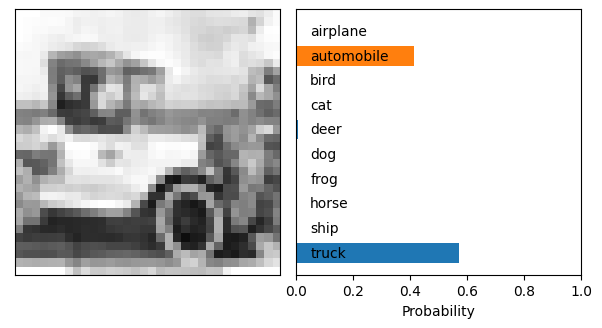 airplane
automobile
bird
cat
deer
dog
frog
horse
ship
truck
0.0 0.2 0.4 0.6 0.8 1.0
Probability